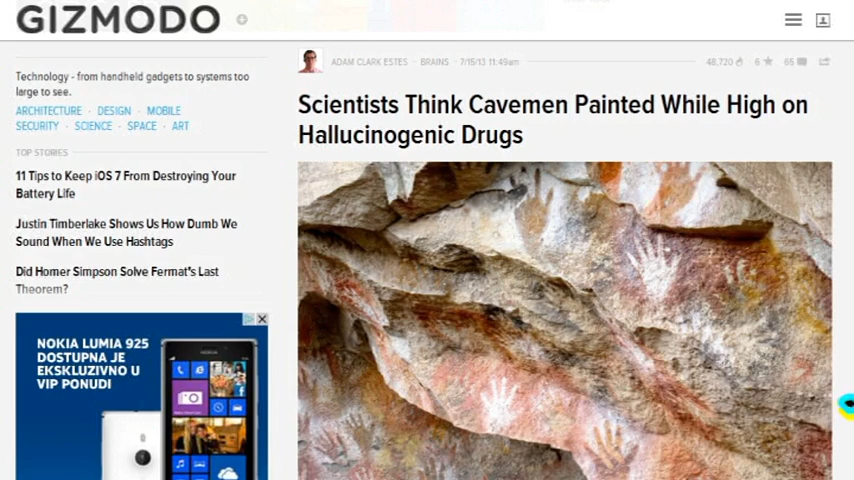 GIZMODO
Technology - from handheld gadgets to systems too
large to see.
ARCHITECTURE · DESIGN · MOBILE
SECURITY · SCIENCE · SPACE · ART
TOP STORIES
11 Tips to Keep iOS 7 From Destroying Your
Battery Life
Justin Timberlake Shows Us How Dumb We
Sound When We Use Hashtags
Did Homer Simpson Solve Fermat's Last
Theorem?
NOKIA LUMIA 925
DOSTUPNA JE
EKSKLUZIVNO U
VIP PONUDI
NOKIA
ADAM CLARK ESTES · BRAINS · 7/15/13 11:49am
48,720 6 65
Scientists Think Cavemen Painted While High on
Hallucinogenic Drugs